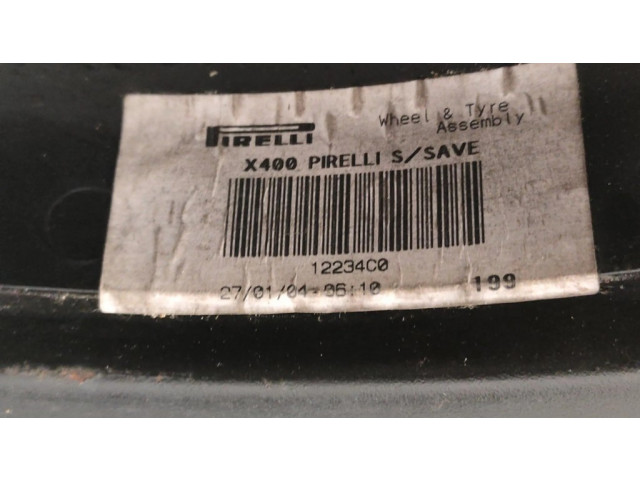 PIRELLI
Wheel & Tyre
Assembly
X400 PIRELLI S/SAVE
12234C0
27/01/04-06:10
199